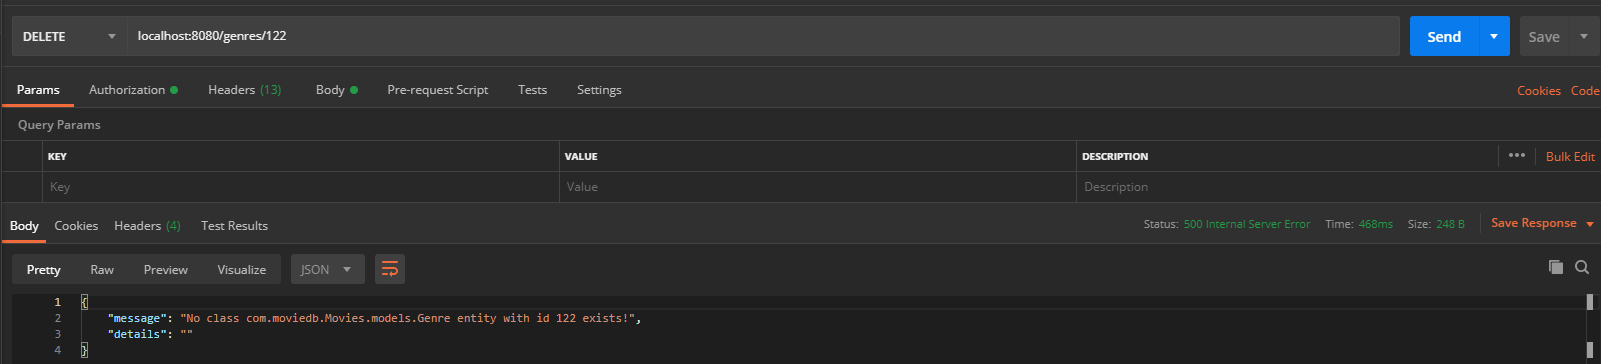 DELETE localhost:8080/genres/122 Send Save
Params Authorization Headers (13) Body Pre-request Script Tests Settings Cookies Code
Query Params
KEY VALUE DESCRIPTION ••• Bulk Edit
Key Value Description
Body Cookies Headers (4) Test Results Status: 500 Internal Server Error Time: 468ms Size: 248 B Save Response
Pretty Raw Preview Visualize JSON
1 {
2 "message": "No class com.moviedb.Movies.models.Genre entity with id 122 exists!",
3 "details": ""
4 }